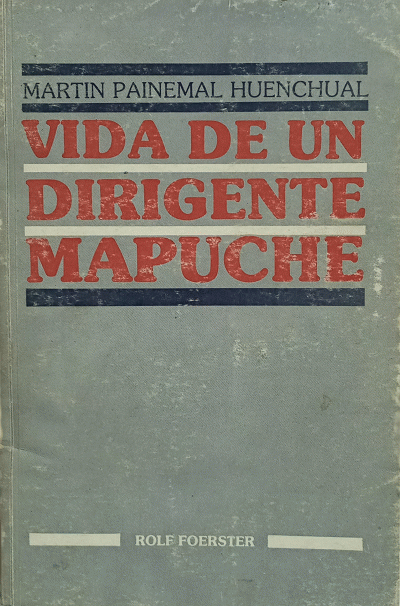 MARTIN PAINEMAL HUENCHUAL
VIDA DE UN
DIRIGENTE
MAPUCHE
ROLF FOERSTER